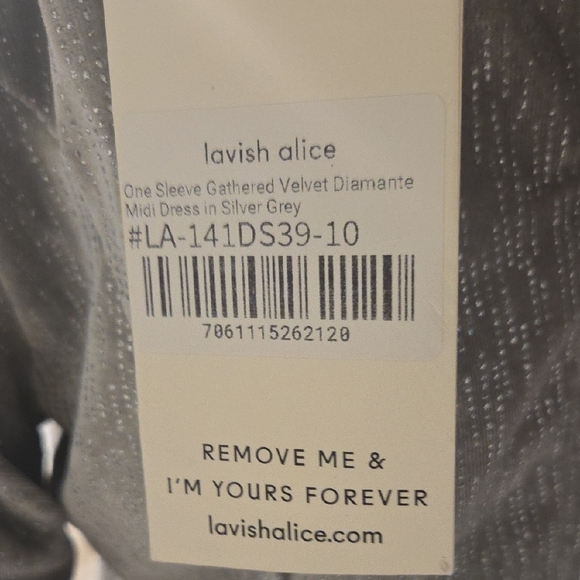 lavish alice
One Sleeve Gathered Velvet Diamante
Midi Dress in Silver Grey
#LA-141DS39-10
7061115262120
REMOVE ME &
I'M YOURS FOREVER
lavishalice.com